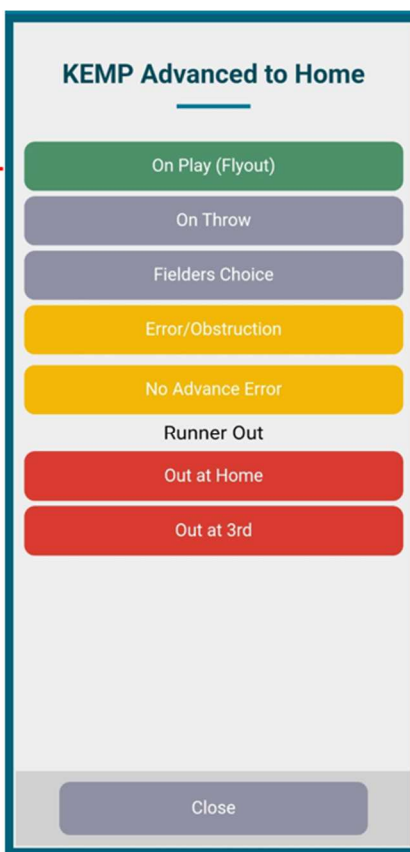 KEMP Advanced to Home
On Play (Flyout)
On Throw
Fielders Choice
Error/Obstruction
No Advance Error
Runner Out
Out at Home
Out at 3rd
Close